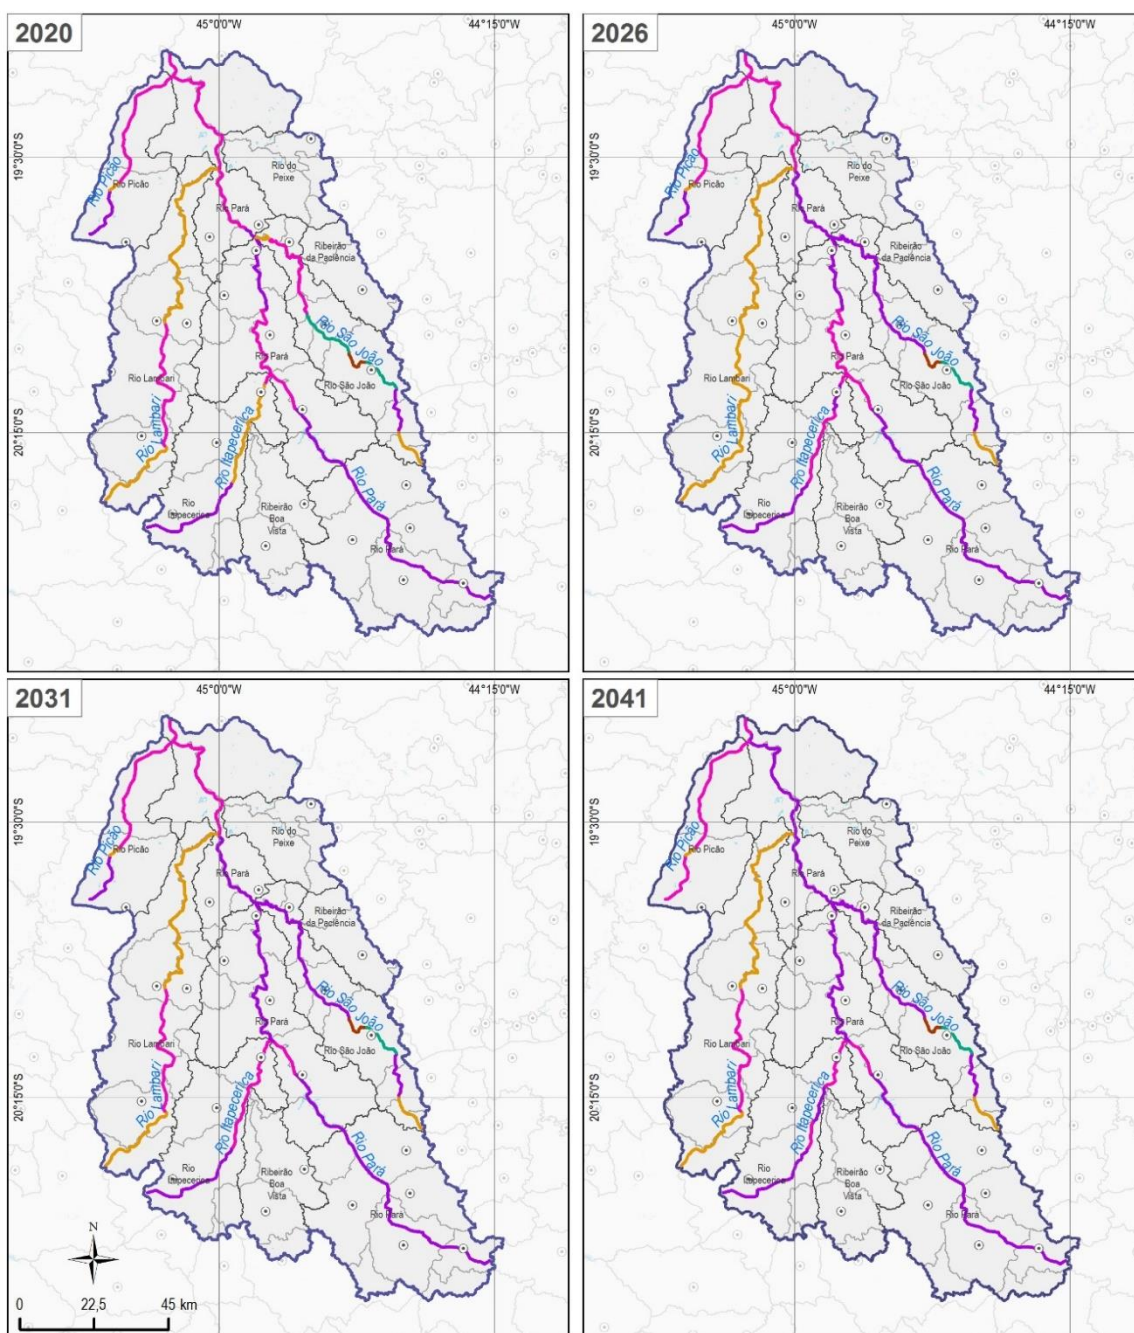 2020
45°0'0"W
44°15'0"W
19°30'0"S
20°15'0"S
Rio Picão
Rio Picão
Rio do
Peixe
Rio Pará
Ribeirão
da Paciência
Rio São João
Rio Pará
Rio São João
Rio Lambari
Rio Lambari
Rio Itapecerica
Rio Pará
Rio
Itapecerica
Ribeirão
Boa
Vista
Rio Pará
2026
45°0'0"W
44°15'0"W
19°30'0"S
20°15'0"S
Rio Picão
Rio Picão
Rio do
Peixe
Rio Pará
Ribeirão
da Paciência
Rio São João
Rio Pará
Rio São João
Rio Lambari
Rio Lambari
Rio Itapecerica
Rio Pará
Rio
Itapecerica
Ribeirão
Boa
Vista
Rio Pará
2031
45°0'0"W
44°15'0"W
19°30'0"S
20°15'0"S
Rio Picão
Rio Picão
Rio do
Peixe
Rio Pará
Ribeirão
da Paciência
Rio São João
Rio Pará
Rio São João
Rio Lambari
Rio Lambari
Rio Itapecerica
Rio Pará
Rio
Itapecerica
Ribeirão
Boa
Vista
Rio Pará
N
0 22,5 45 km
2041
45°0'0"W
44°15'0"W
19°30'0"S
20°15'0"S
Rio Picão
Rio Picão
Rio do
Peixe
Rio Pará
Ribeirão
da Paciência
Rio São João
Rio Pará
Rio São João
Rio Lambari
Rio Lambari
Rio Itapecerica
Rio Pará
Rio
Itapecerica
Ribeirão
Boa
Vista
Rio Pará